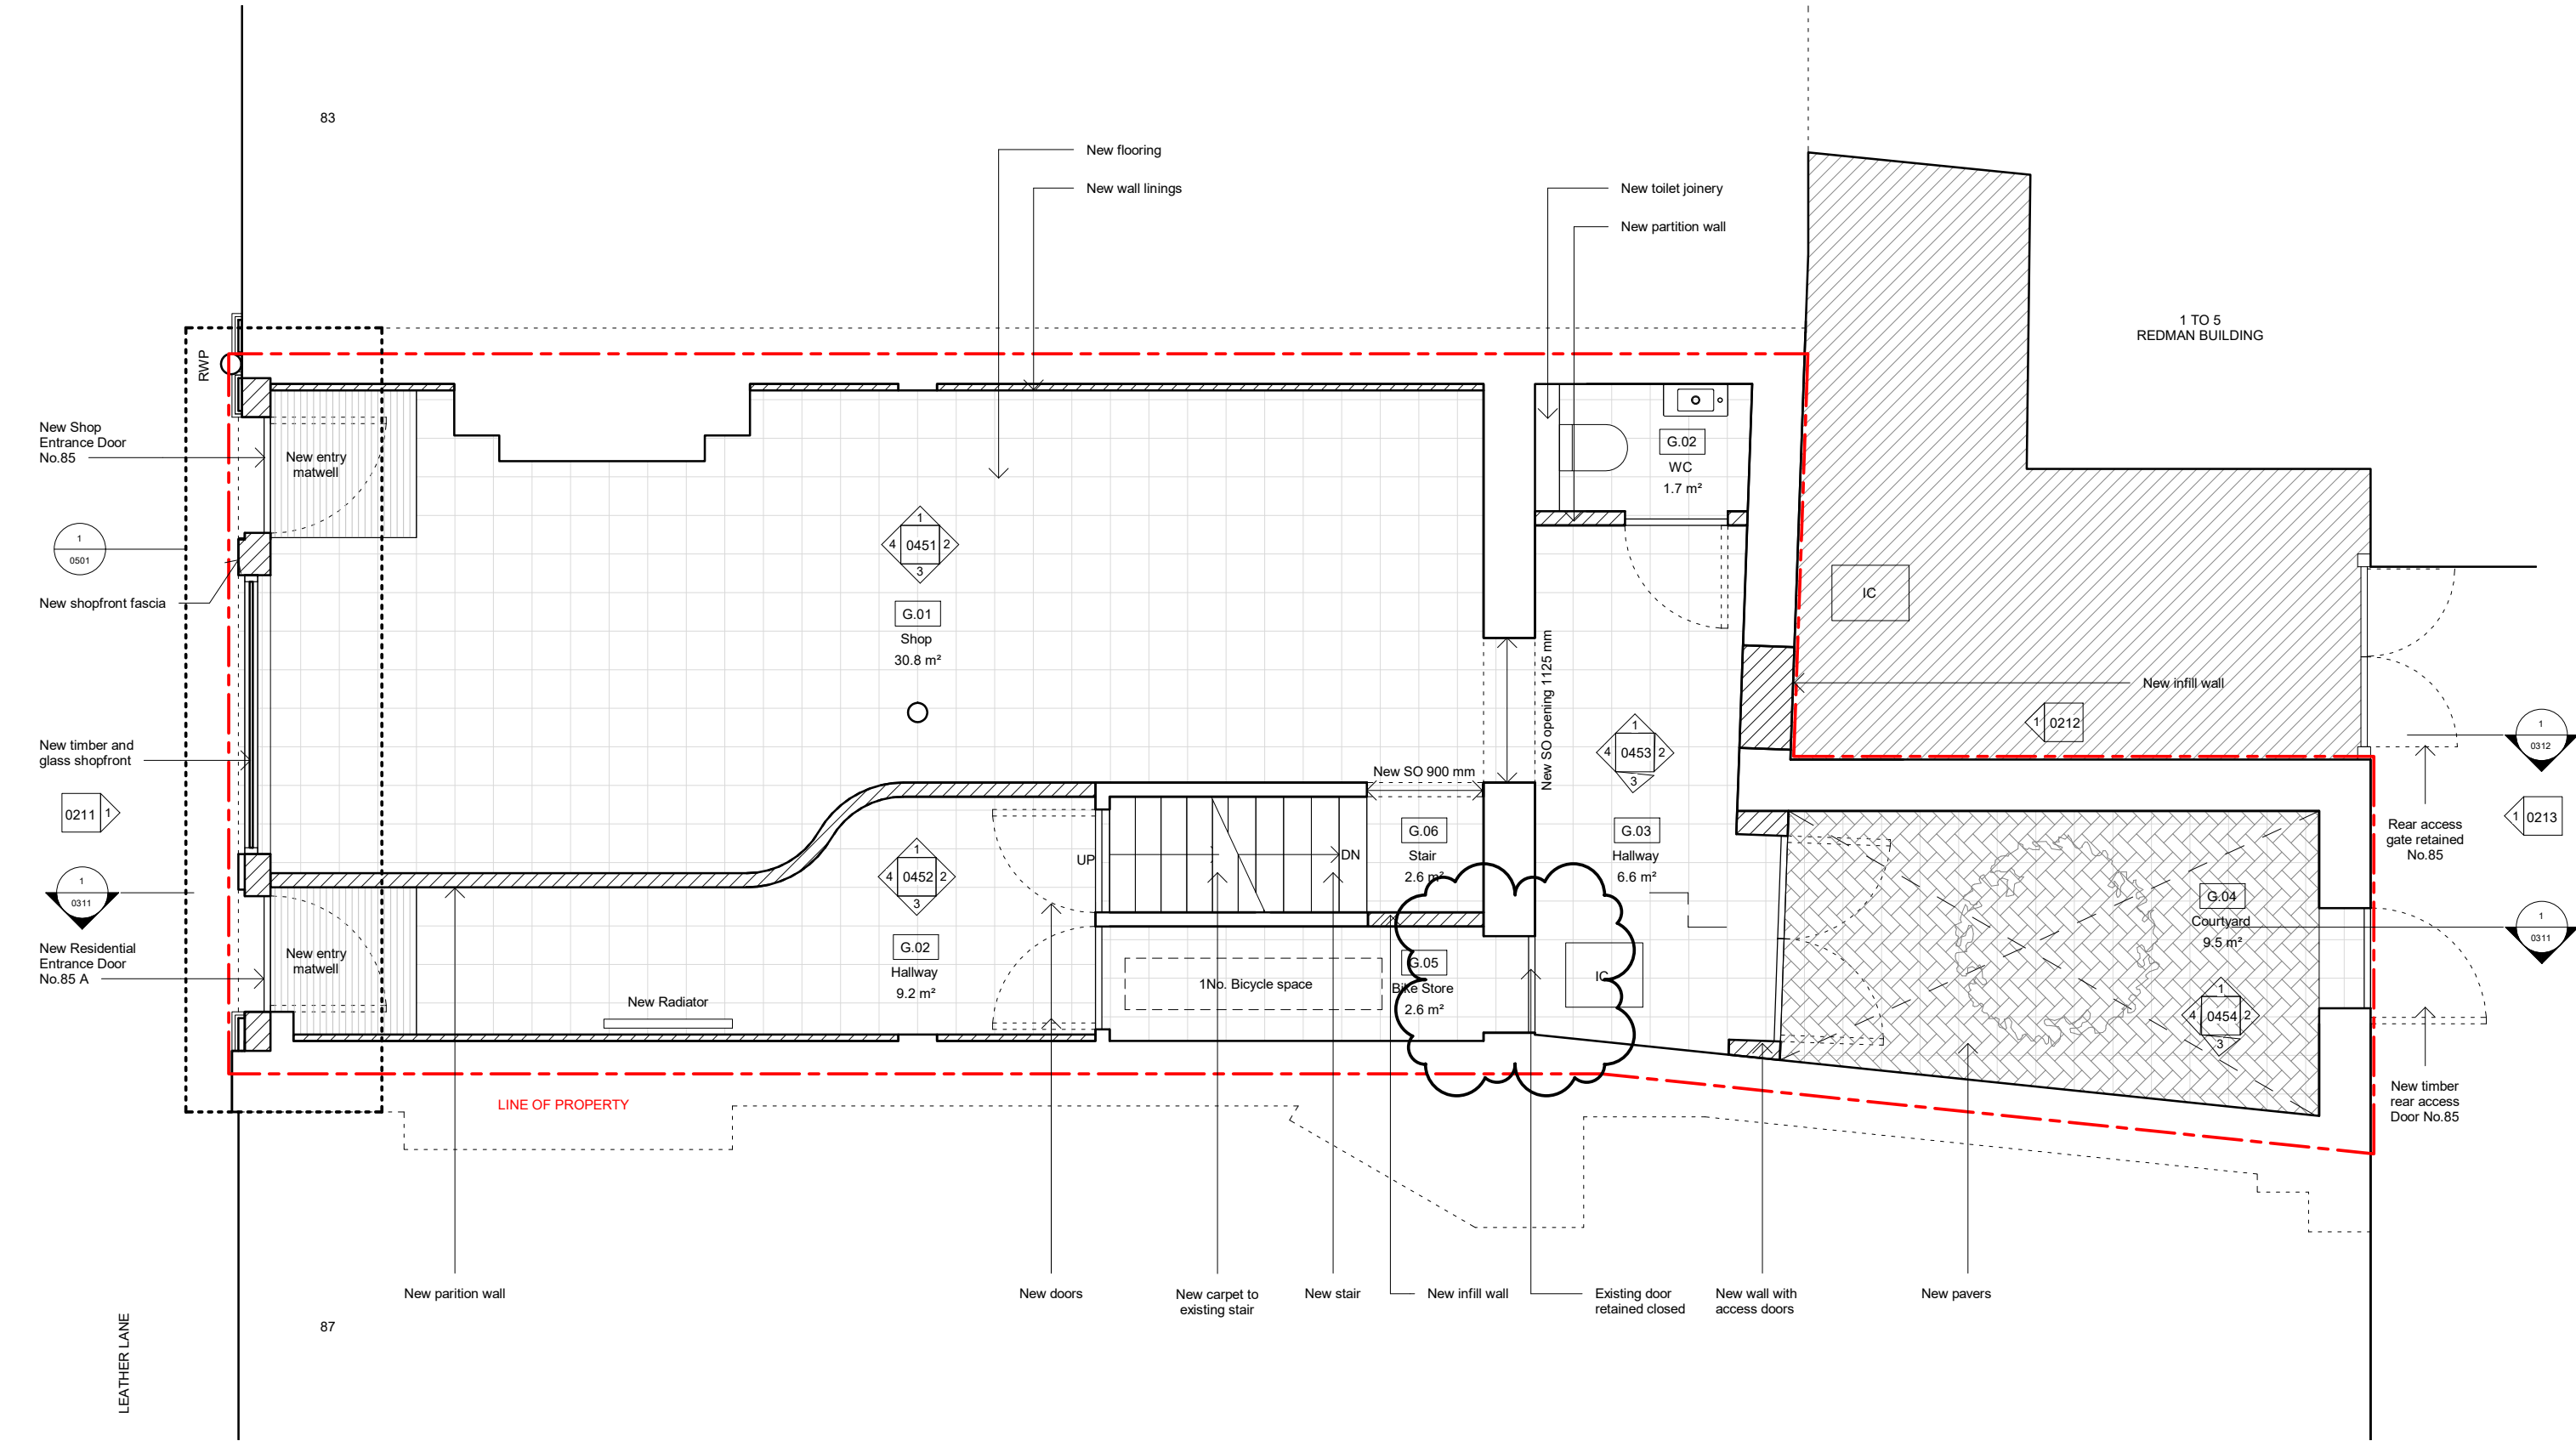 83
New flooring
New wall linings
New toilet joinery
New partition wall
1 TO 5
REDMAN BUILDING
RWP
New Shop
Entrance Door
No.85
New entry
matwell
G.02
WC
1.7 m²
1
0501
1
4 0451 2
3
New shopfront fascia
G.01
Shop
30.8 m²
IC
New SO opening 1125 mm
New infill wall
1 0212
1
0312
New timber and
glass shopfront
1
4 0453 2
3
New SO 900 mm
0211 1
1 0213
Rear access
gate retained
No.85
G.06
Stair
2.6 m²
G.03
Hallway
6.6 m²
UP
DN
1
4 0452 2
3
1
0311
G.04
Courtyard
9.5 m²
1
0311
New Residential
Entrance Door
No.85 A
New entry
matwell
G.02
Hallway
9.2 m²
New Radiator
1No. Bicycle space
G.05
Bike Store
2.6 m²
IC
1
4 0454 2
3
LINE OF PROPERTY
New timber
rear access
Door No.85
New parition wall
New doors
New carpet to
existing stair
New stair
New infill wall
Existing door
retained closed
New wall with
access doors
New pavers
87
LEATHER LANE